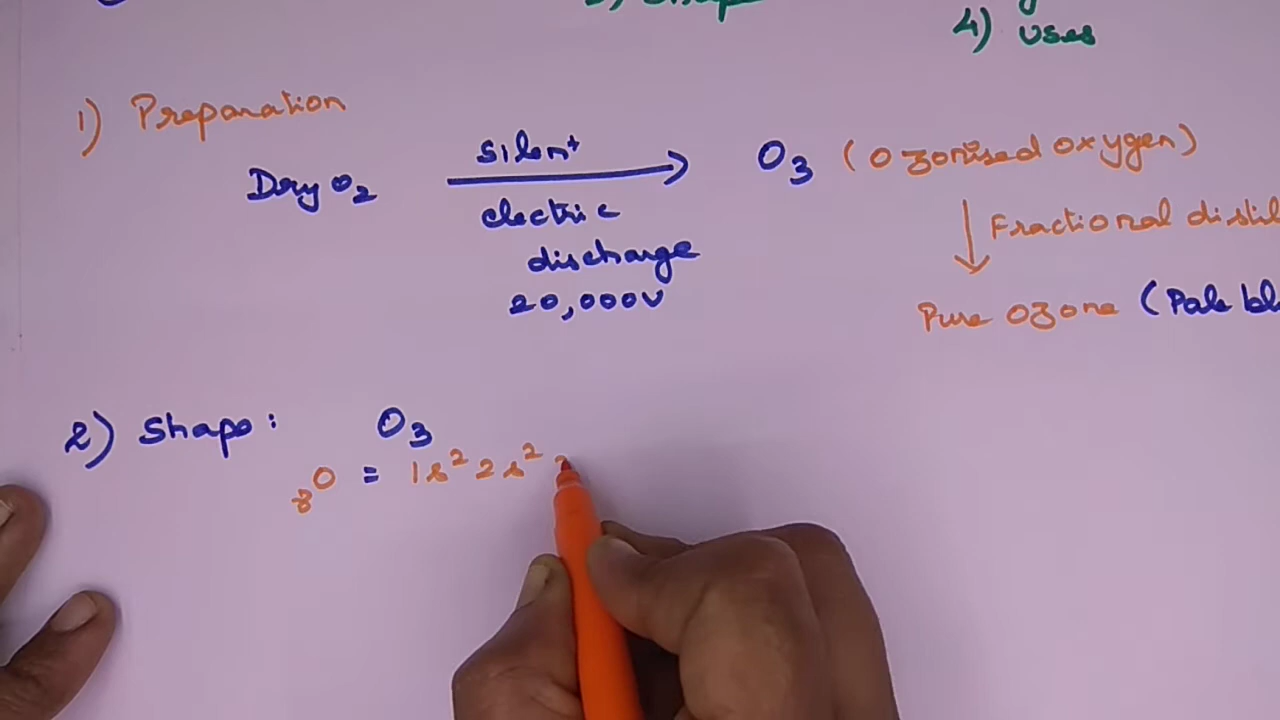 4) uses
1) Preparation
Dry O₂ silent electric discharge 20,000V → O₃ (Ozonised oxygen)
↓ Fractional distil
Pure ozone (Pale bl
2) Shape: O₃
₈O = 1s² 2s²